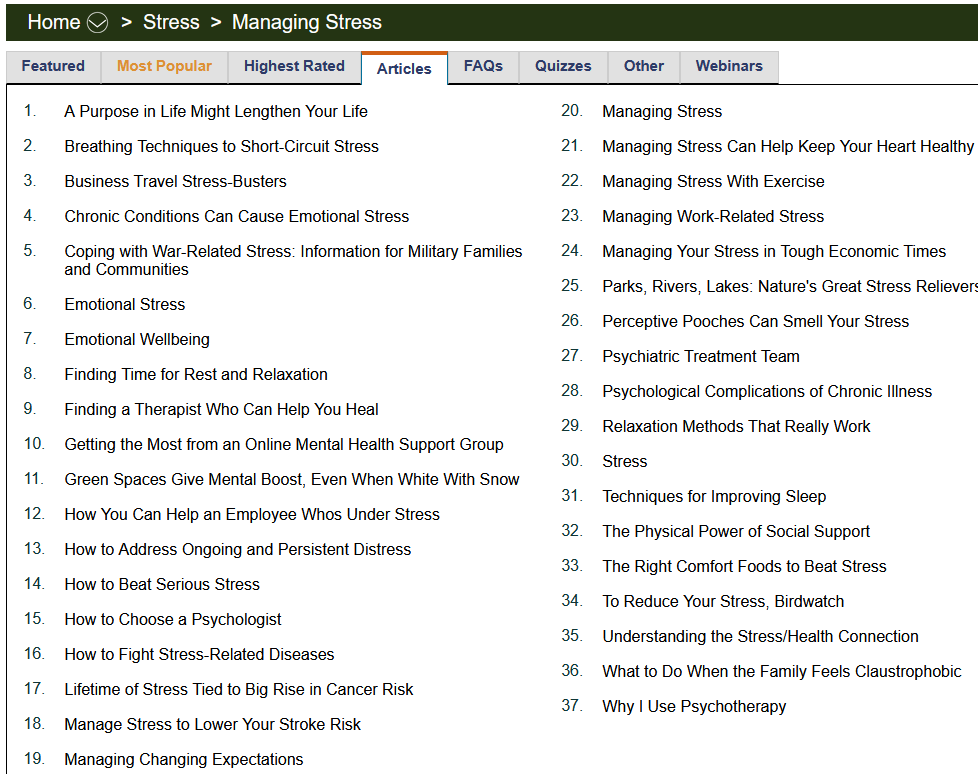 Home > Stress > Managing Stress
Featured Most Popular Highest Rated Articles FAQs Quizzes Other Webinars
1. A Purpose in Life Might Lengthen Your Life
2. Breathing Techniques to Short-Circuit Stress
3. Business Travel Stress-Busters
4. Chronic Conditions Can Cause Emotional Stress
5. Coping with War-Related Stress: Information for Military Families
and Communities
6. Emotional Stress
7. Emotional Wellbeing
8. Finding Time for Rest and Relaxation
9. Finding a Therapist Who Can Help You Heal
10. Getting the Most from an Online Mental Health Support Group
11. Green Spaces Give Mental Boost, Even When White With Snow
12. How You Can Help an Employee Whos Under Stress
13. How to Address Ongoing and Persistent Distress
14. How to Beat Serious Stress
15. How to Choose a Psychologist
16. How to Fight Stress-Related Diseases
17. Lifetime of Stress Tied to Big Rise in Cancer Risk
18. Manage Stress to Lower Your Stroke Risk
19. Managing Changing Expectations
20. Managing Stress
21. Managing Stress Can Help Keep Your Heart Healthy
22. Managing Stress With Exercise
23. Managing Work-Related Stress
24. Managing Your Stress in Tough Economic Times
25. Parks, Rivers, Lakes: Nature's Great Stress Relievers
26. Perceptive Pooches Can Smell Your Stress
27. Psychiatric Treatment Team
28. Psychological Complications of Chronic Illness
29. Relaxation Methods That Really Work
30. Stress
31. Techniques for Improving Sleep
32. The Physical Power of Social Support
33. The Right Comfort Foods to Beat Stress
34. To Reduce Your Stress, Birdwatch
35. Understanding the Stress/Health Connection
36. What to Do When the Family Feels Claustrophobic
37. Why I Use Psychotherapy